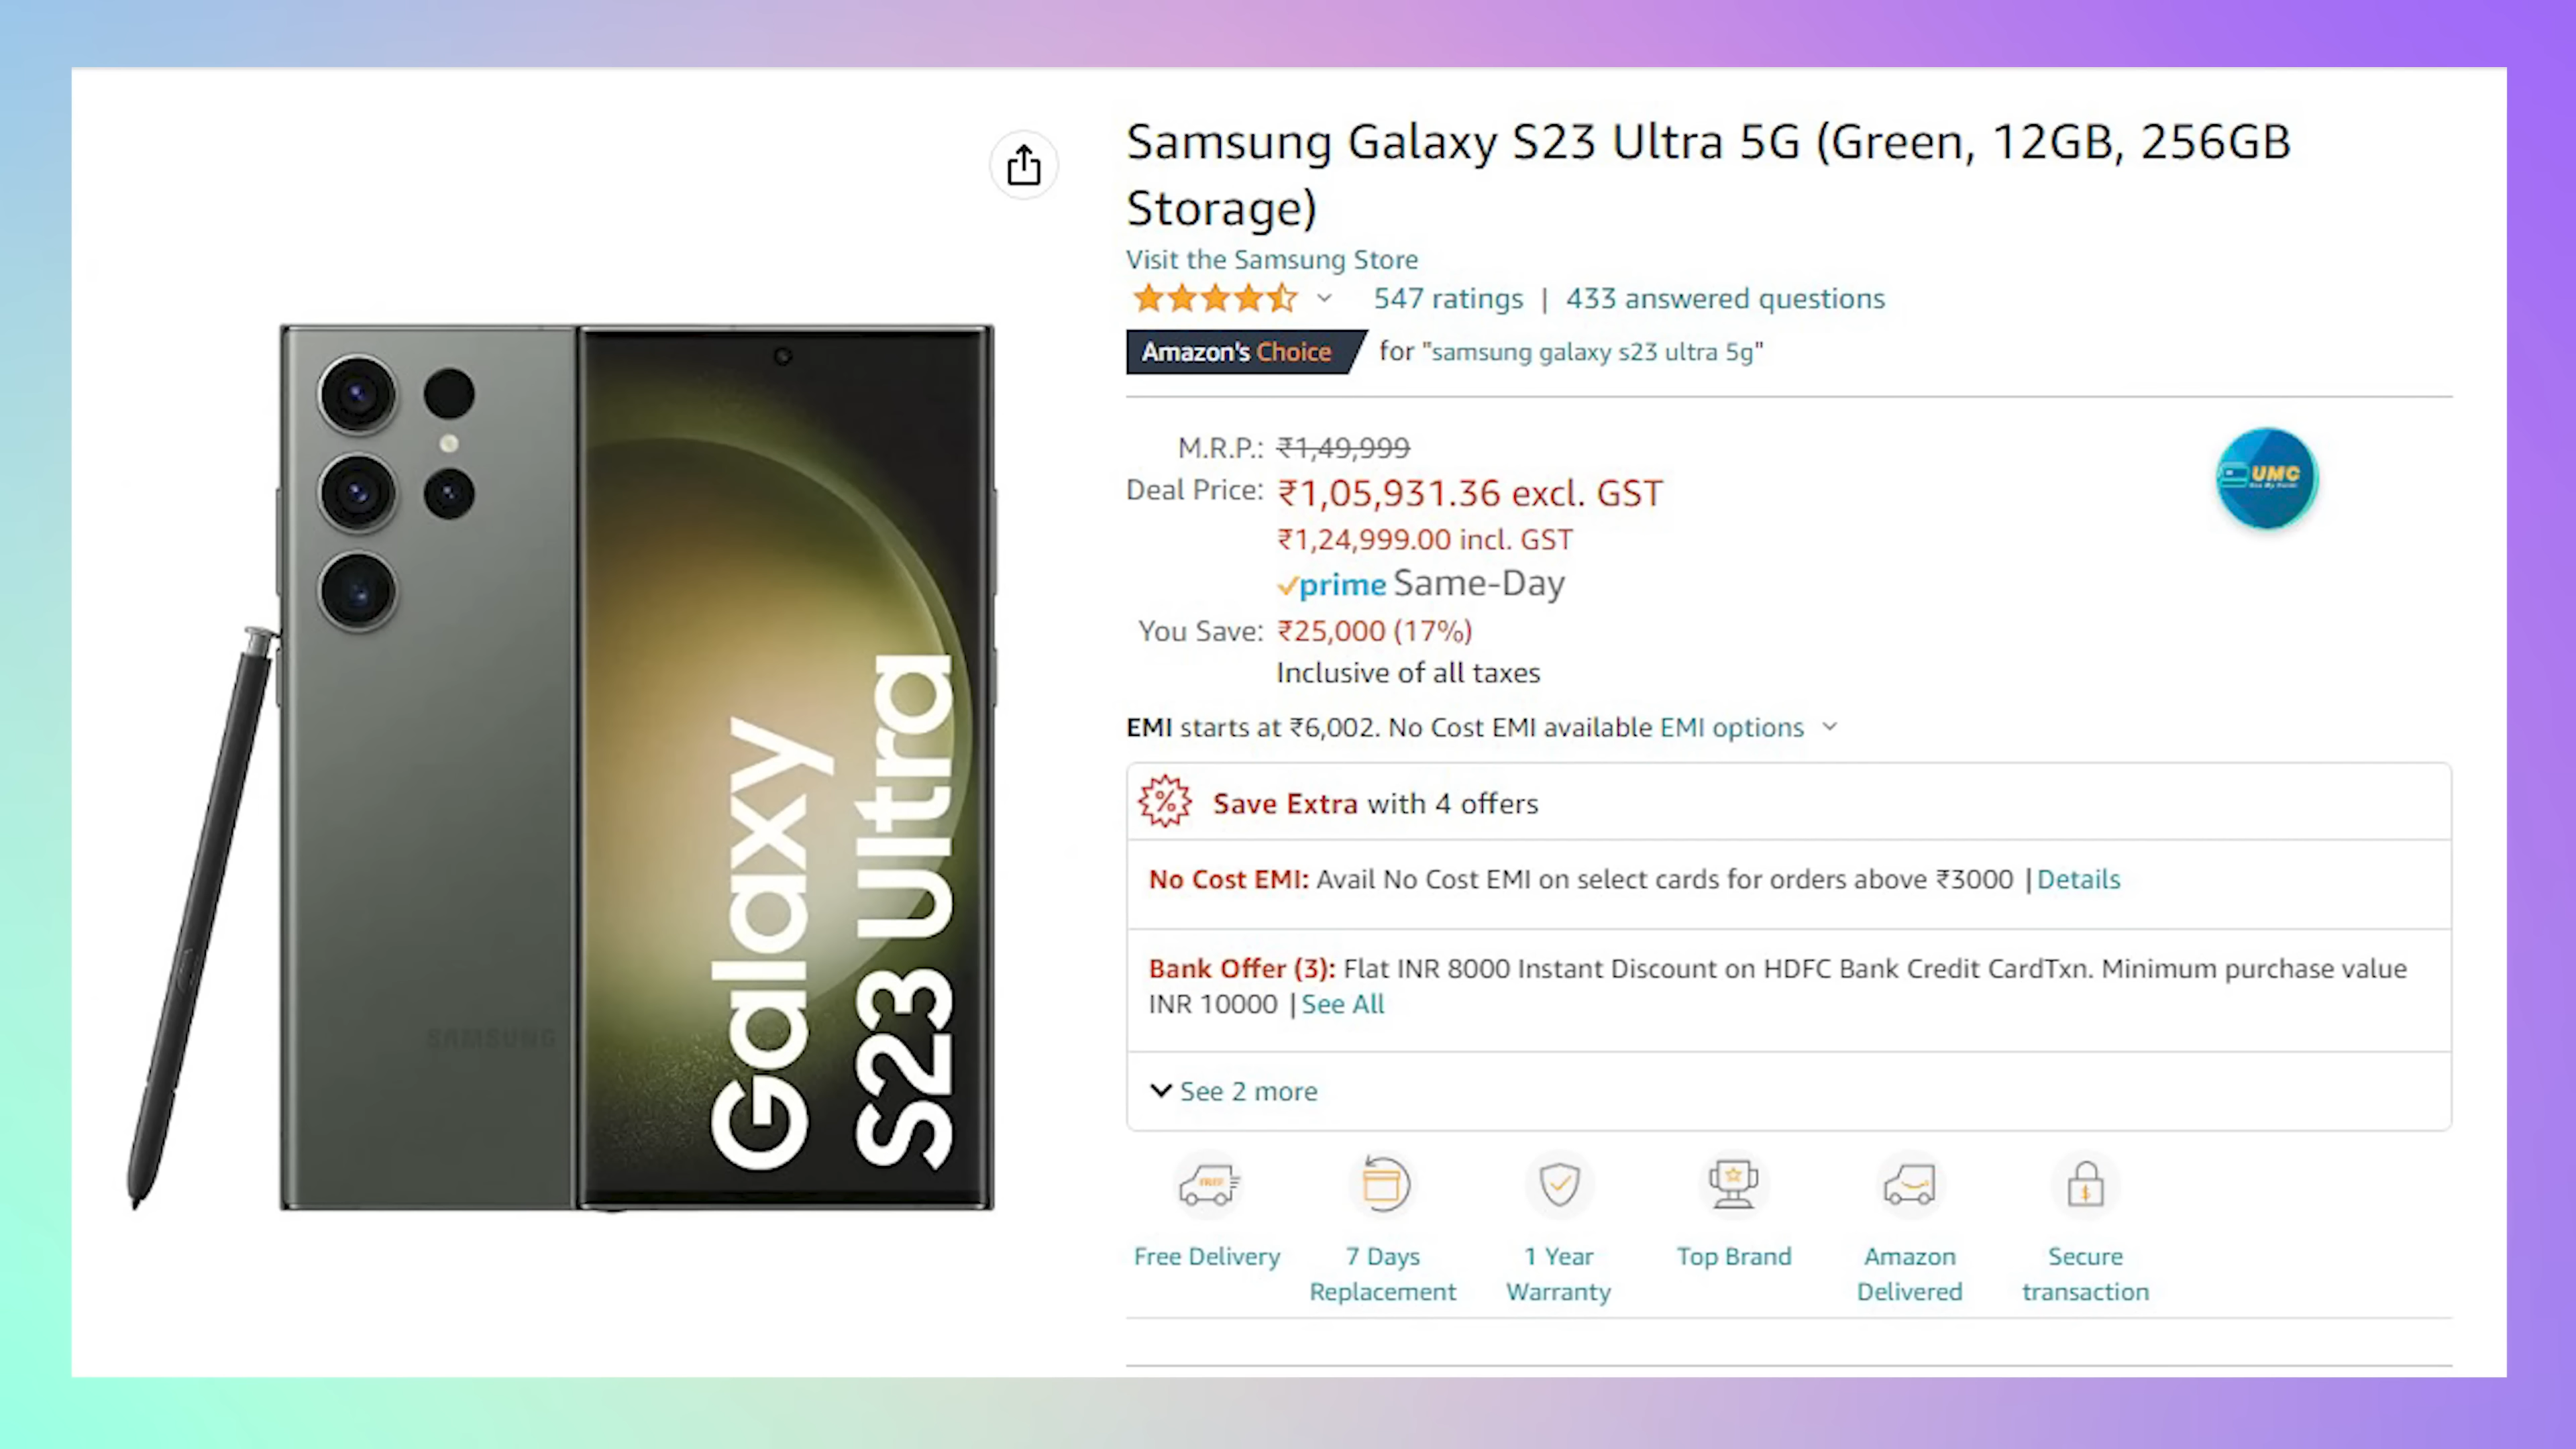 Samsung Galaxy S23 Ultra 5G (Green, 12GB, 256GB
Storage)
Visit the Samsung Store
547 ratings | 433 answered questions
Amazon's Choice for "samsung galaxy s23 ultra 5g"
M.R.P.: ₹1,49,999
Deal Price: ₹1,05,931.36 excl. GST
₹1,24,999.00 incl. GST
prime Same-Day
You Save: ₹25,000 (17%)
Inclusive of all taxes
UMC
EMI starts at ₹6,002. No Cost EMI available EMI options
Save Extra with 4 offers
No Cost EMI: Avail No Cost EMI on select cards for orders above ₹3000 | Details
Bank Offer (3): Flat INR 8000 Instant Discount on HDFC Bank Credit CardTxn. Minimum purchase value
INR 10000 | See All
See 2 more
FREE
Free Delivery
7 Days
Replacement
1 Year
Warranty
Top Brand
Amazon
Delivered
Secure
transaction
SAMSUNG
Galaxy
S23 Ultra